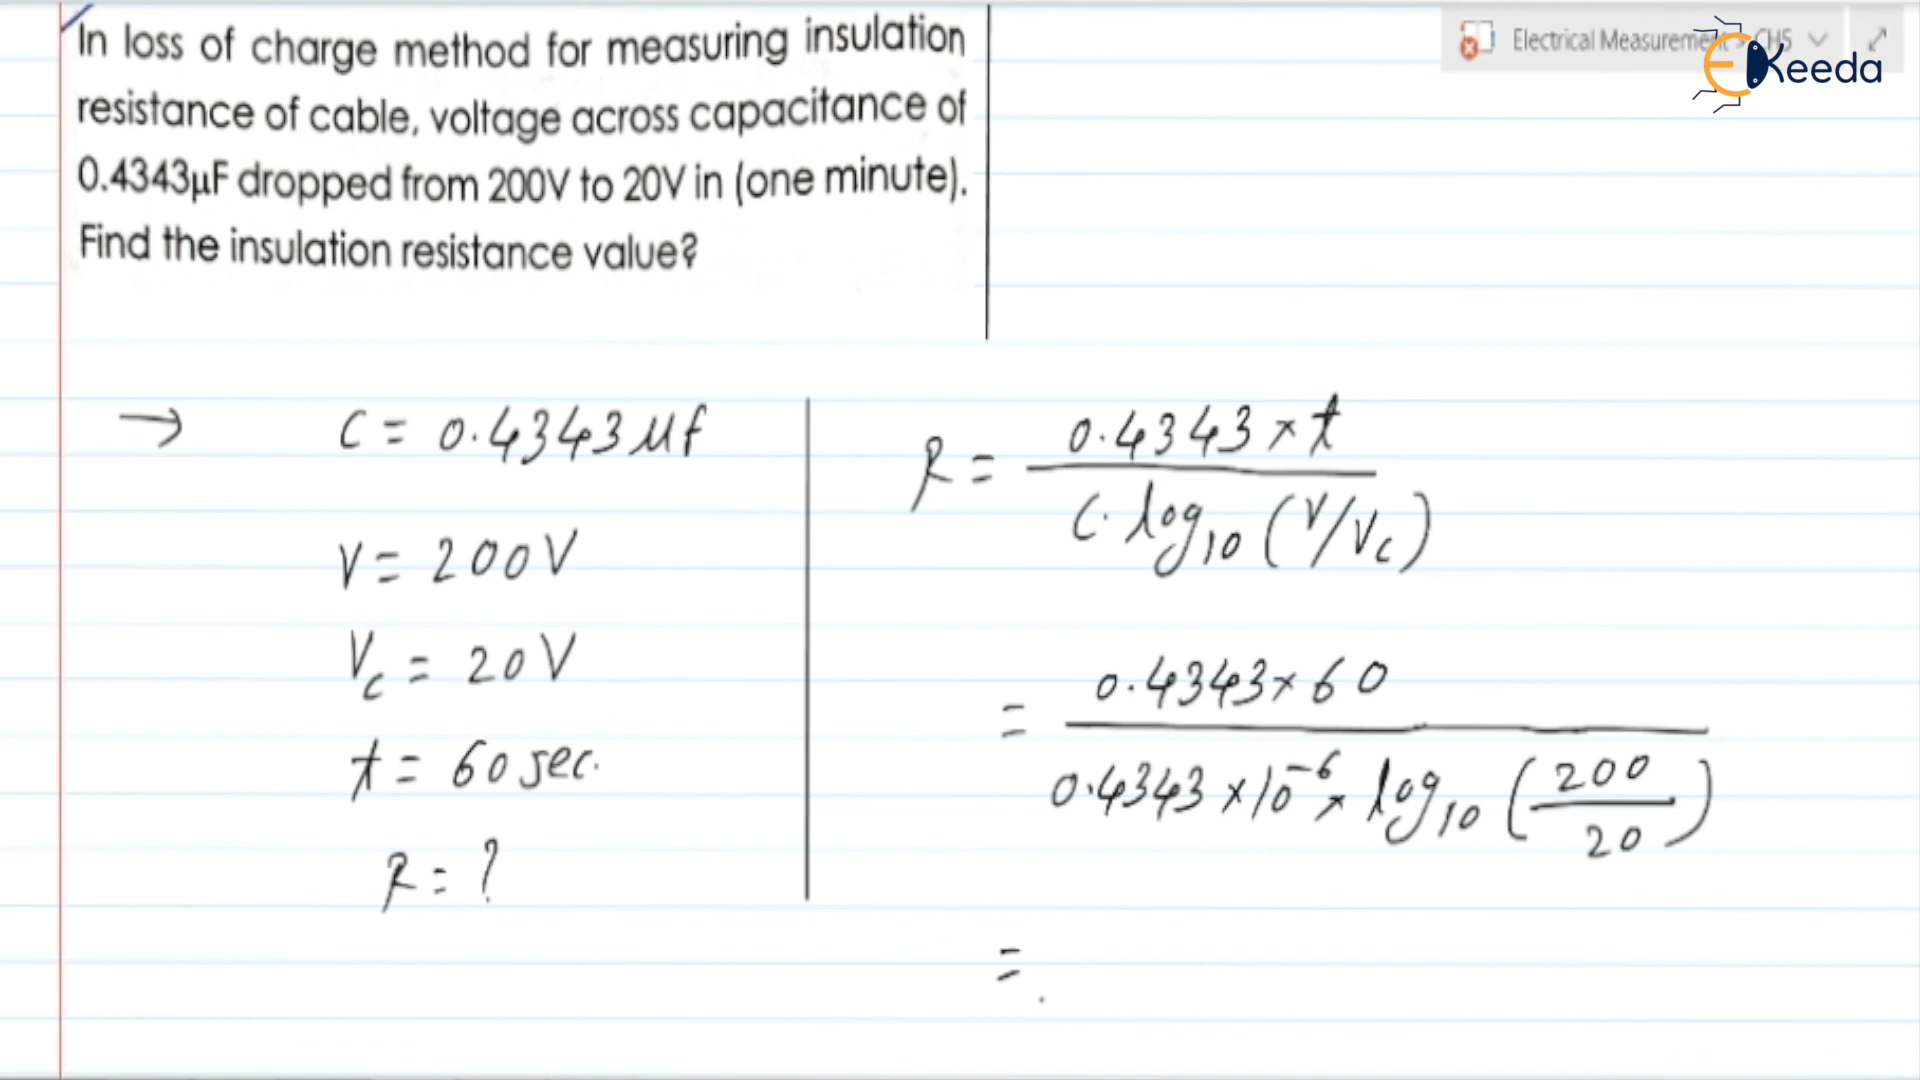 In loss of charge method for measuring insulation
resistance of cable, voltage across capacitance of
0.4343μF dropped from 200V to 20V in (one minute).
Find the insulation resistance value?
Electrical Measurement CH5
EKeeda
→ C = 0.4343 μf
V = 200V
Vc = 20V
t = 60 sec.
R = ?
R = 0.4343 × t
C. log10 (V/Vc)
= 0.4343 × 60
0.4343 × 10^-6 × log10 (200/20)
=